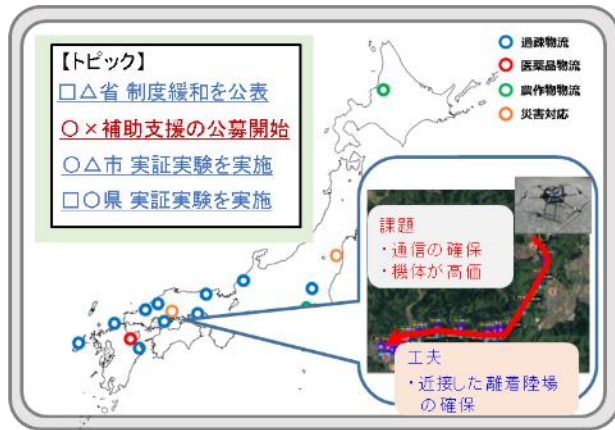 【トピック】
□△省 制度緩和を公表
○×補助支援の公募開始
○△市 実証実験を実施
□○県 実証実験を実施
過疎物流
医薬品物流
農作物物流
災害対応
課題
・通信の確保
・機体が高価
工夫
・近接した離着陸場
の確保